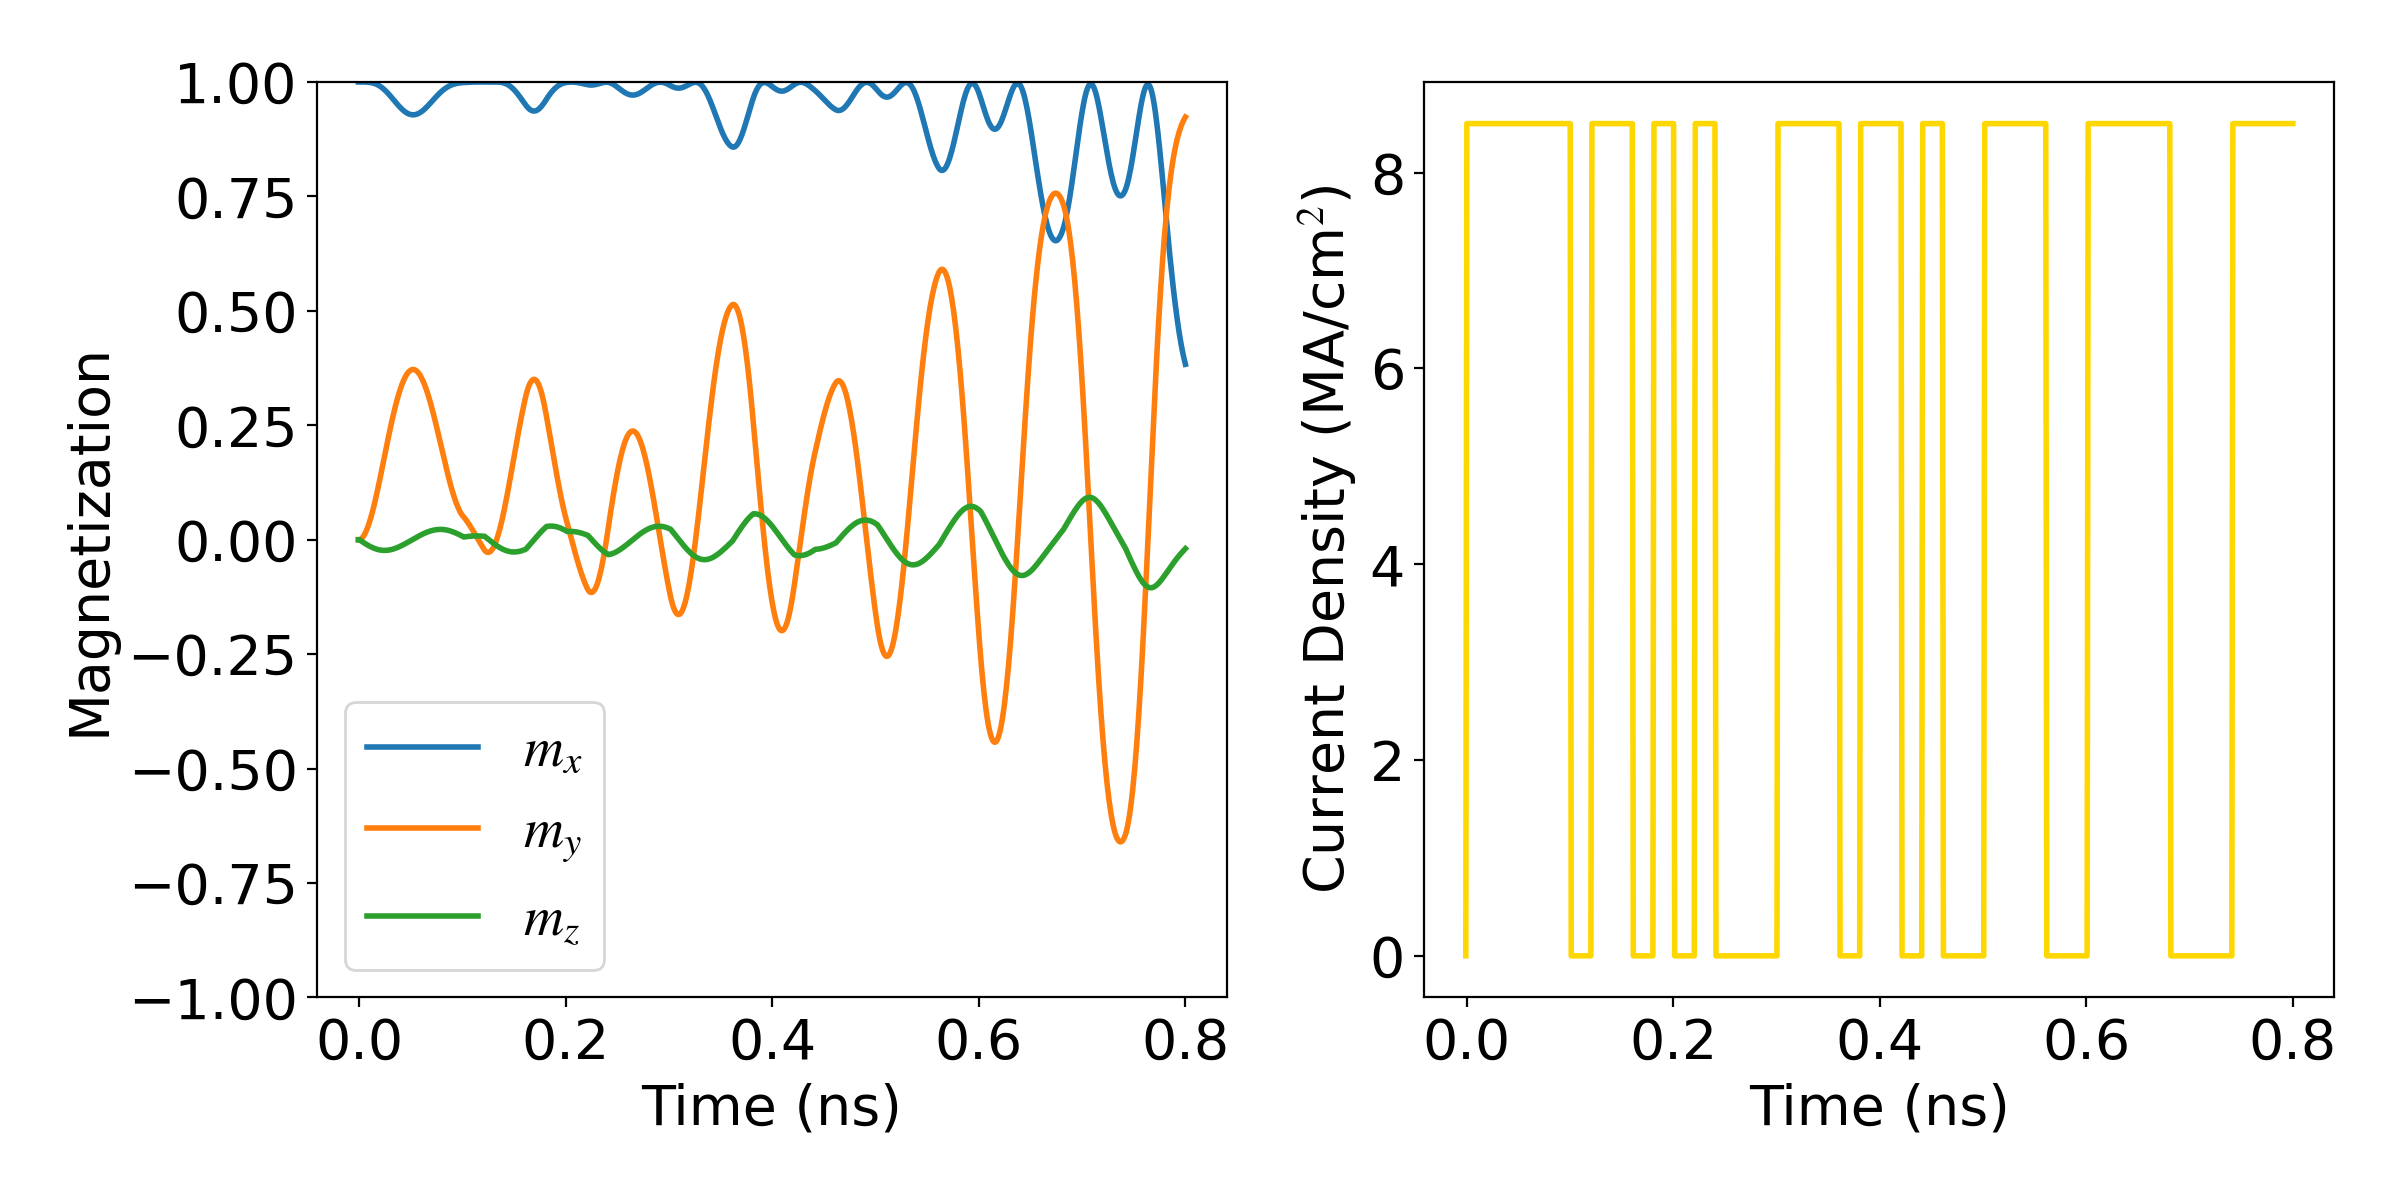 1.00
0.75
0.50
0.25
0.00
−0.25
−0.50
−0.75
−1.00
Magnetization
m_x
m_y
m_z
0.0 0.2 0.4 0.6 0.8
Time (ns)
8
6
4
2
0
Current Density (MA/cm²)
0.0 0.2 0.4 0.6 0.8
Time (ns)